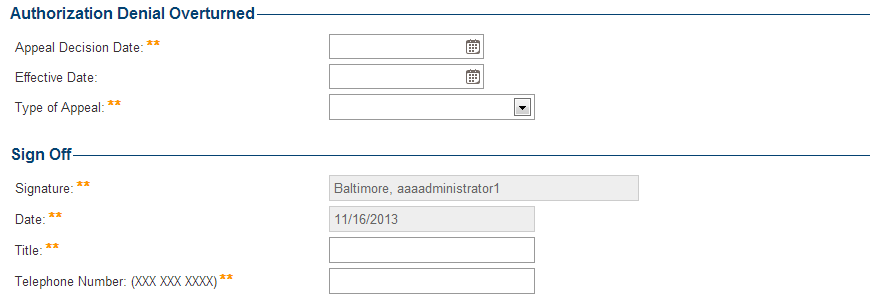 Authorization Denial Overturned
Appeal Decision Date: **
Effective Date:
Type of Appeal: **
Sign Off
Signature: ** Baltimore, aaaadministrator1
Date: ** 11/16/2013
Title: **
Telephone Number: (XXX XXX XXXX) **